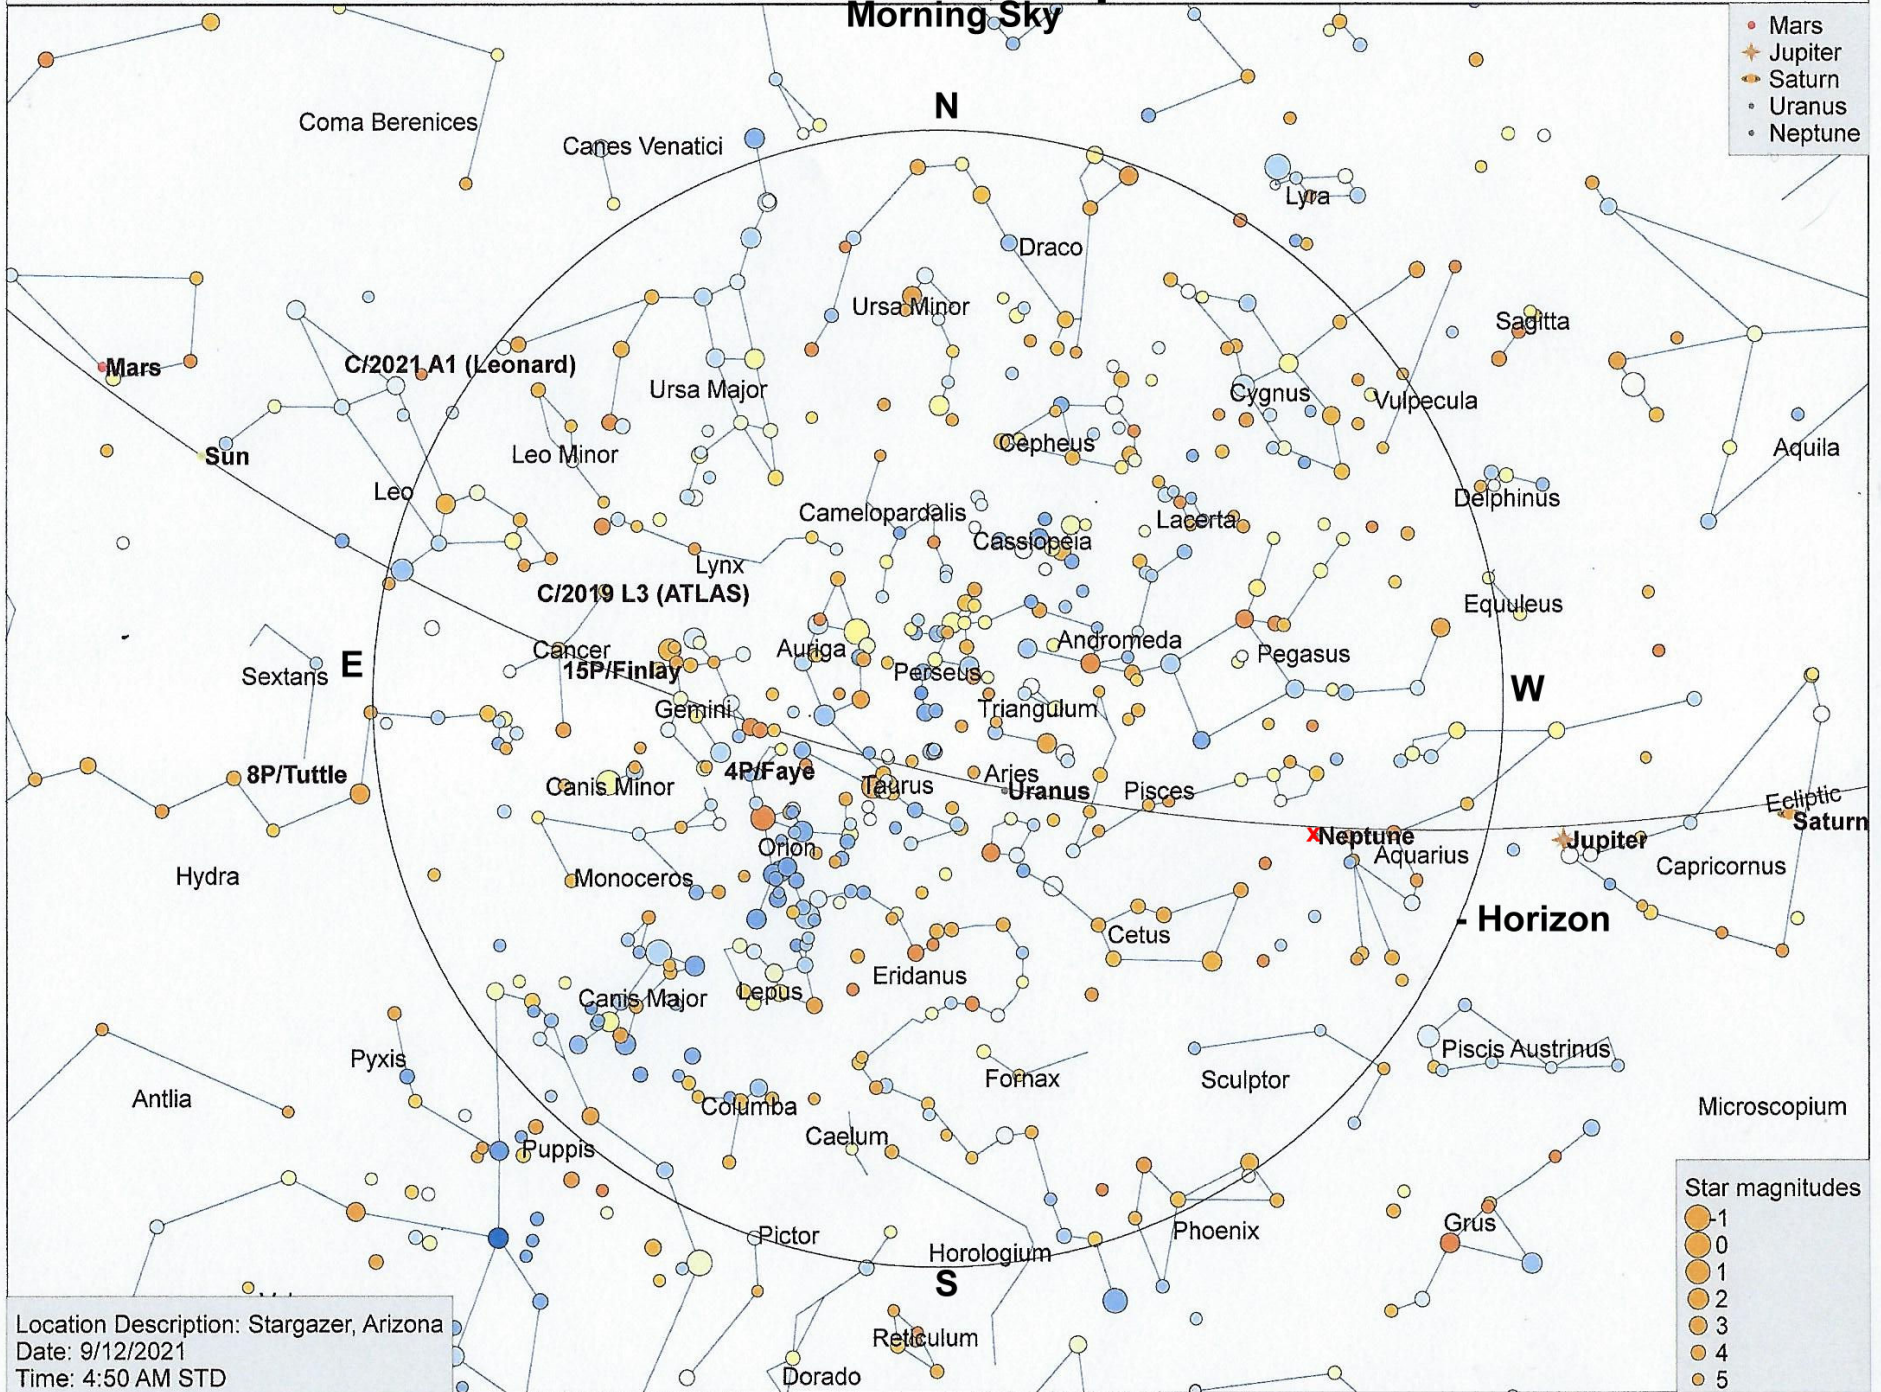 Morning Sky
Mars
Jupiter
Saturn
Uranus
Neptune
N
Coma Berenices
Canes Venatici
Lyra
Draco
Ursa Minor
Sagitta
Mars
C/2021 A1 (Leonard)
Ursa Major
Cygnus
Vulpecula
Cepheus
Aquila
Sun
Leo Minor
Leo
Delphinus
Camelopardalis
Lacerta
Cassiopeia
Lynx
C/2019 L3 (ATLAS)
Equuleus
Andromeda
Cancer
Auriga
Pegasus
E
15P/Finlay
Perseus
Sextans
W
Gemini
Triangulum
8P/Tuttle
4P/Faye
Aries
Canis Minor
Taurus
Uranus
Pisces
Ecliptic
Saturn
X
Neptune
Jupiter
Orion
Aquarius
Capricornus
Hydra
Monoceros
- Horizon
Cetus
Eridanus
Lepus
Canis Major
Piscis Austrinus
Pyxis
Fornax
Sculptor
Antlia
Columba
Microscopium
Caelum
Puppis
Star magnitudes
-1
0
1
2
3
4
5
Grus
Phoenix
Pictor
Horologium
S
Reticulum
Dorado
Location Description: Stargazer, Arizona
Date: 9/12/2021
Time: 4:50 AM STD